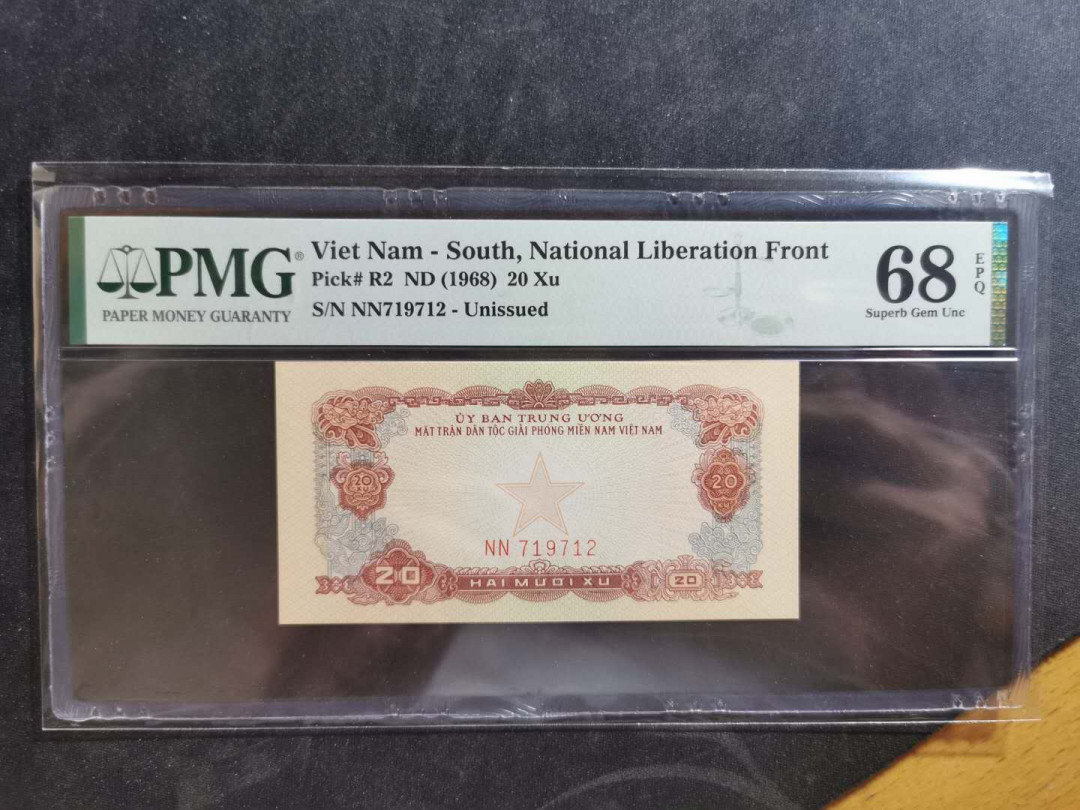 PMG®
PAPER MONEY GUARANTY
Viet Nam - South, National Liberation Front
Pick# R2 ND (1968) 20 Xu
S/N NN719712 - Unissued
68
EPQ
Superb Gem Unc
ỦY BAN TRUNG ƯƠNG
MẶT TRẬN DÂN TỘC GIẢI PHÓNG MIỀN NAM VIỆT NAM
20
XU
20
NN 719712
20
HAI MƯƠI XU
20